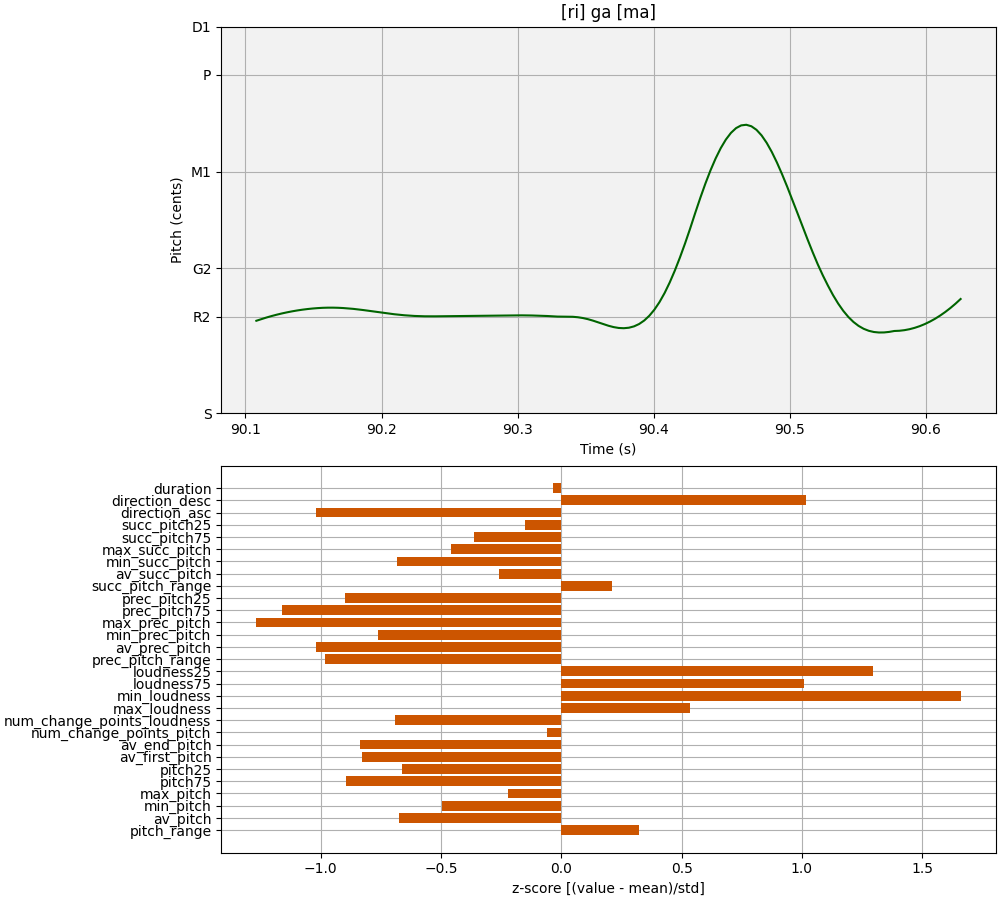 [ri] ga [ma]
D1
P
M1
G2
R2
S
Pitch (cents)
90.1 90.2 90.3 90.4 90.5 90.6
Time (s)
duration
direction_desc
direction_asc
succ_pitch25
succ_pitch75
max_succ_pitch
min_succ_pitch
av_succ_pitch
succ_pitch_range
prec_pitch25
prec_pitch75
max_prec_pitch
min_prec_pitch
av_prec_pitch
prec_pitch_range
loudness25
loudness75
min_loudness
max_loudness
num_change_points_loudness
num_change_points_pitch
av_end_pitch
av_first_pitch
pitch25
pitch75
max_pitch
min_pitch
av_pitch
pitch_range
−1.0 −0.5 0.0 0.5 1.0 1.5
z-score [(value - mean)/std]